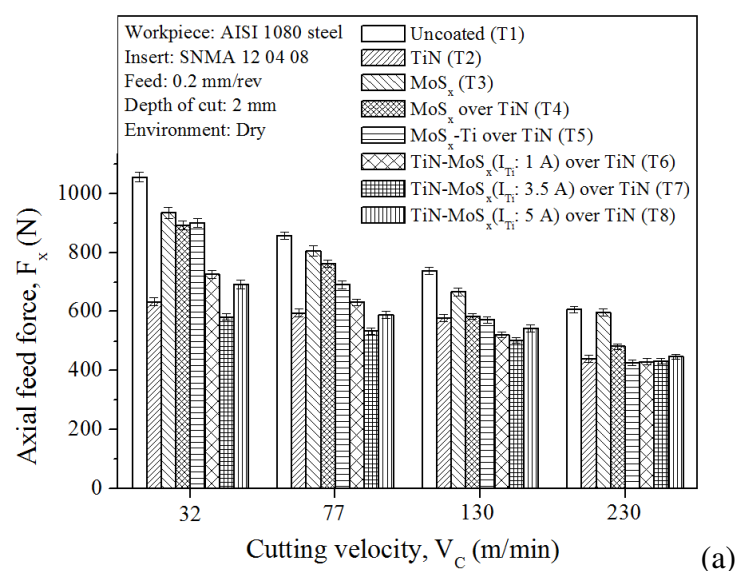 Workpiece: AISI 1080 steel
Insert: SNMA 12 04 08
Feed: 0.2 mm/rev
Depth of cut: 2 mm
Environment: Dry
Uncoated (T1)
TiN (T2)
MoSx (T3)
MoSx over TiN (T4)
MoSx-Ti over TiN (T5)
TiN-MoSx(ITi: 1 A) over TiN (T6)
TiN-MoSx(ITi: 3.5 A) over TiN (T7)
TiN-MoSx(ITi: 5 A) over TiN (T8)
Axial feed force, Fx (N)
1000
800
600
400
200
0
32 77 130 230
Cutting velocity, VC (m/min)
(a)